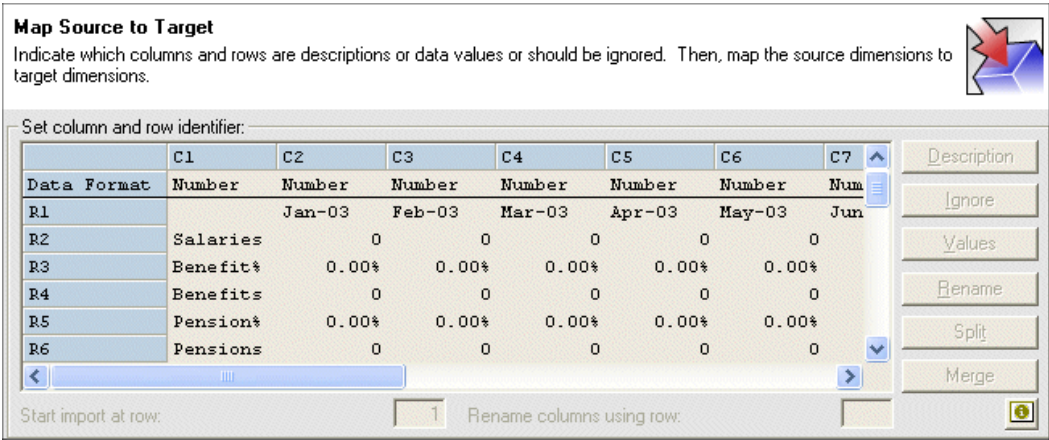 Map Source to Target
Indicate which columns and rows are descriptions or data values or should be ignored. Then, map the source dimensions to
target dimensions.
Set column and row identifier:
C1 C2 C3 C4 C5 C6 C7
Data Format Number Number Number Number Number Number Num
R1 Jan-03 Feb-03 Mar-03 Apr-03 May-03 Jun
R2 Salaries 0 0 0 0 0
R3 Benefit% 0.00% 0.00% 0.00% 0.00% 0.00%
R4 Benefits 0 0 0 0 0
R5 Pension% 0.00% 0.00% 0.00% 0.00% 0.00%
R6 Pensions 0 0 0 0 0
Description
Ignore
Values
Rename
Split
Merge
Start import at row: 1 Rename columns using row: